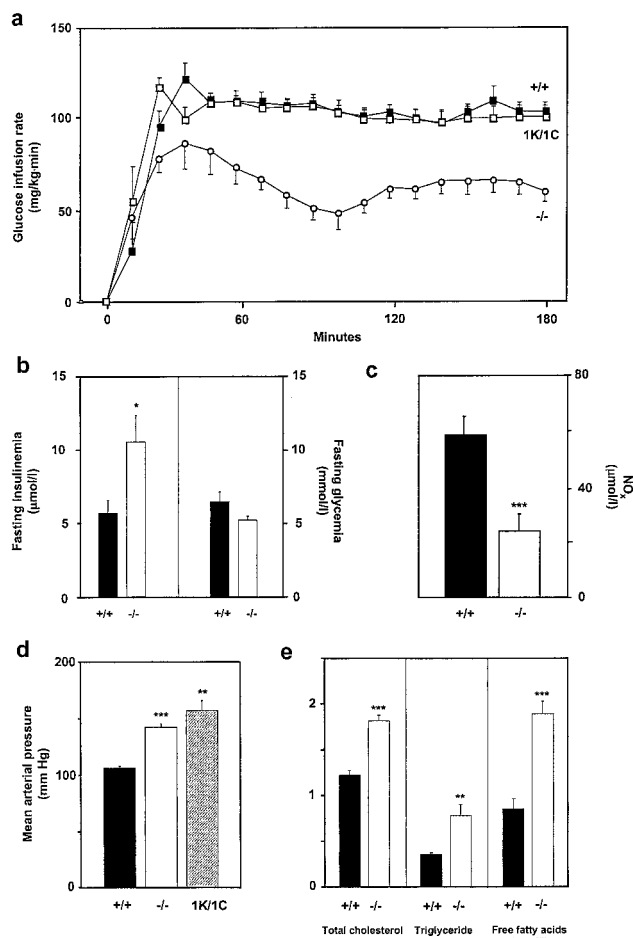 a
150
100
50
0
Glucose infusion rate
(mg/kg·min)
+/+
1K/1C
-/-
0 60 120 180
Minutes
b
15
10
5
0
Fasting insulinemia
(μmol/l)
*
+/+ -/- +/+ -/-
15
10
5
0
Fasting glycemia
(mmol/l)
c
80
40
0
NOx
(μmol/l)
***
+/+ -/-
d
200
100
0
Mean arterial pressure
(mm Hg)
***
**
+/+ -/- 1K/1C
e
2
1
0
***
**
***
+/+ -/- +/+ -/- +/+ -/-
Total cholesterol Triglyceride Free fatty acids